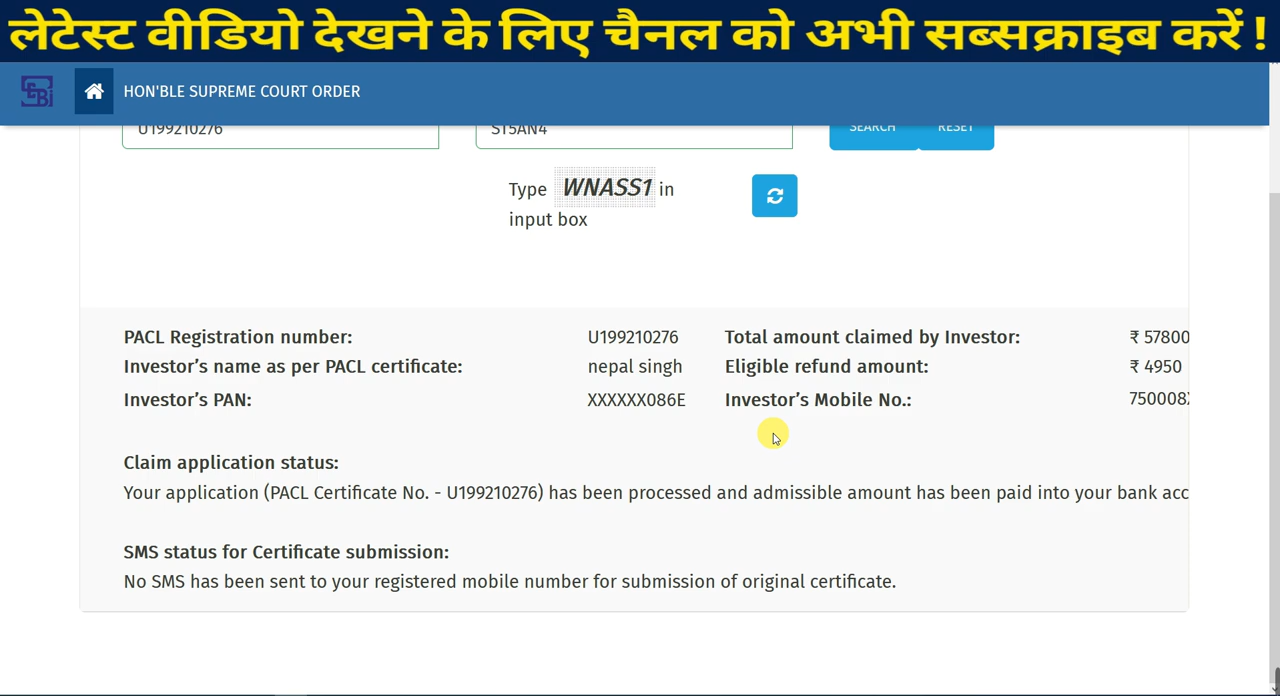 लेटेस्ट वीडियो देखने के लिए चैनल को अभी सब्सक्राइब करें !
SEBI HON'BLE SUPREME COURT ORDER
U199210276 ST5AN4 SEARCH RESET
Type WNASS1 in
input box
PACL Registration number: U199210276 Total amount claimed by Investor: ₹ 57800
Investor’s name as per PACL certificate: nepal singh Eligible refund amount: ₹ 4950
Investor’s PAN: XXXXXX086E Investor’s Mobile No.: 750008X
Claim application status:
Your application (PACL Certificate No. - U199210276) has been processed and admissible amount has been paid into your bank acc
SMS status for Certificate submission:
No SMS has been sent to your registered mobile number for submission of original certificate.